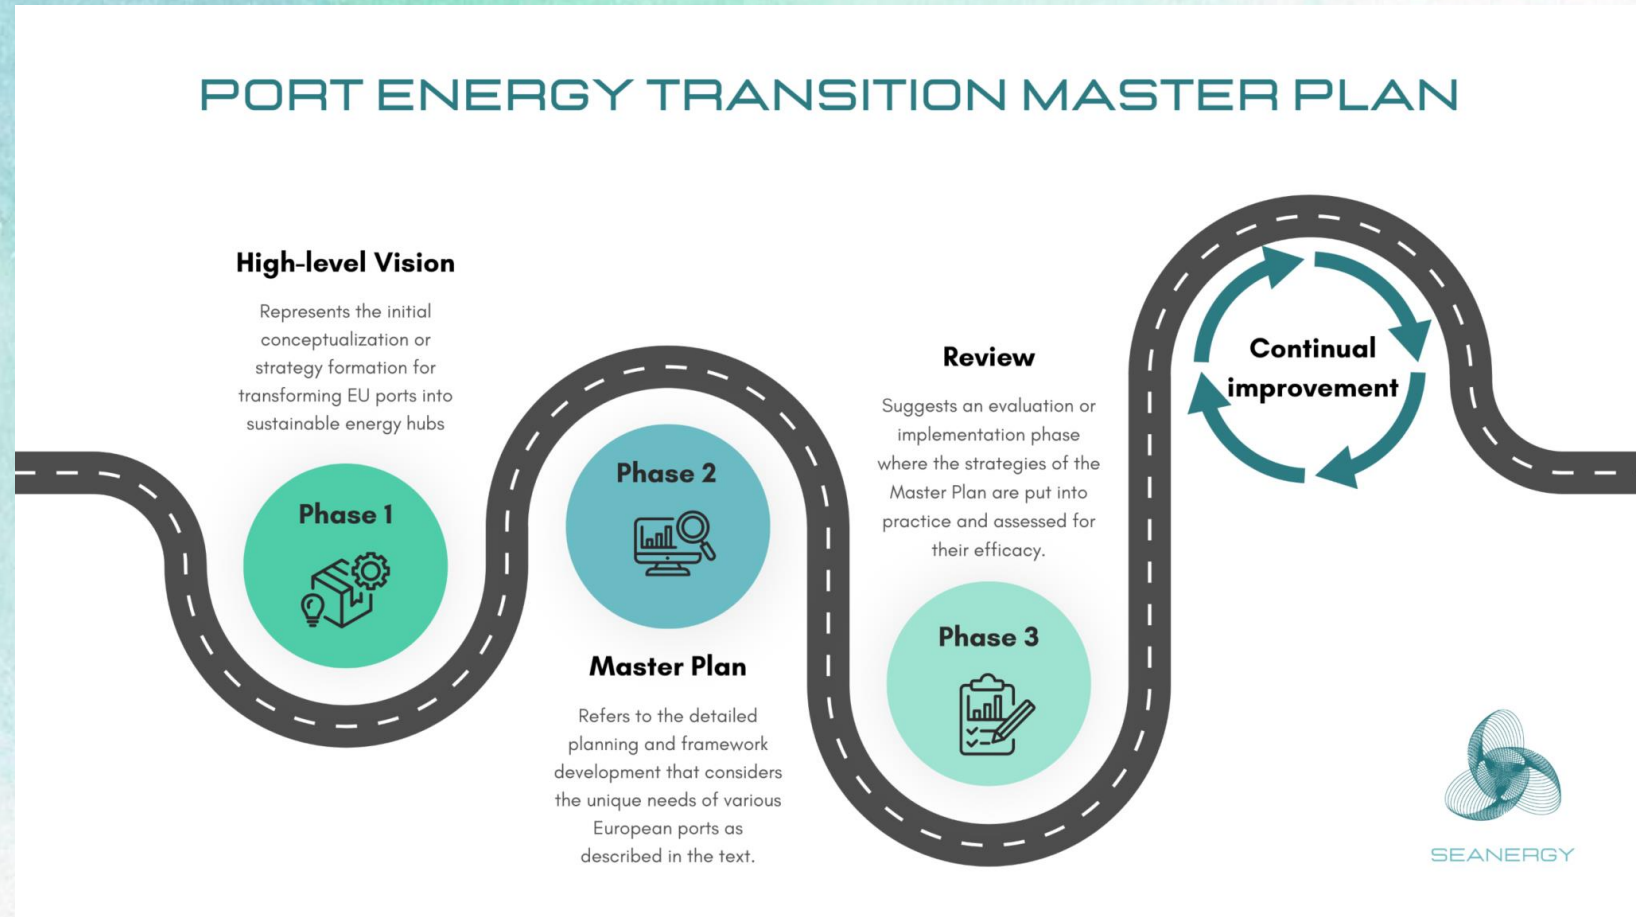 PORT ENERGY TRANSITION MASTER PLAN
High-level Vision
Represents the initial
conceptualization or
strategy formation for
transforming EU ports into
sustainable energy hubs
Phase 1
Phase 2
Master Plan
Refers to the detailed
planning and framework
development that considers
the unique needs of various
European ports as
described in the text.
Review
Suggests an evaluation or
implementation phase
where the strategies of the
Master Plan are put into
practice and assessed for
their efficacy.
Phase 3
Continual
improvement
SEANERGY